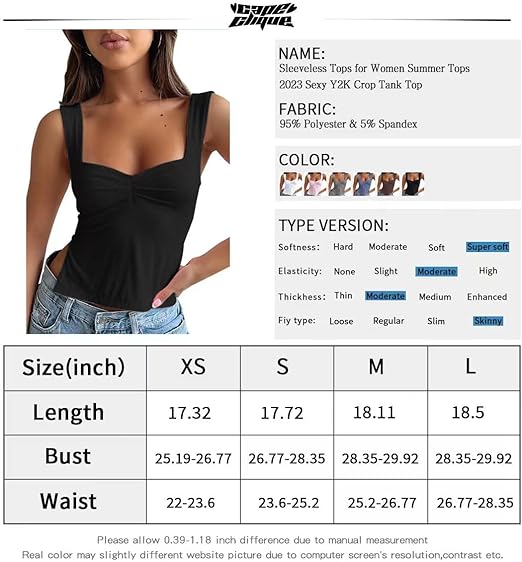 Cape Clique
NAME:
Sleeveless Tops for Women Summer Tops
2023 Sexy Y2K Crop Tank Top
FABRIC:
95% Polyester & 5% Spandex
COLOR:
TYPE VERSION:
Softness: Hard Moderate Soft Super soft
Elasticity: None Slight Moderate High
Thickhess: Thin Moderate Medium Enhanced
Fiy type: Loose Regular Slim Skinny
Size(inch) XS S M L
Length 17.32 17.72 18.11 18.5
Bust 25.19-26.77 26.77-28.35 28.35-29.92 28.35-29.92
Waist 22-23.6 23.6-25.2 25.2-26.77 26.77-28.35
Please allow 0.39-1.18 inch difference due to manual measurement
Real color may slightly different website picture due to computer screen's resolution,contrast etc.